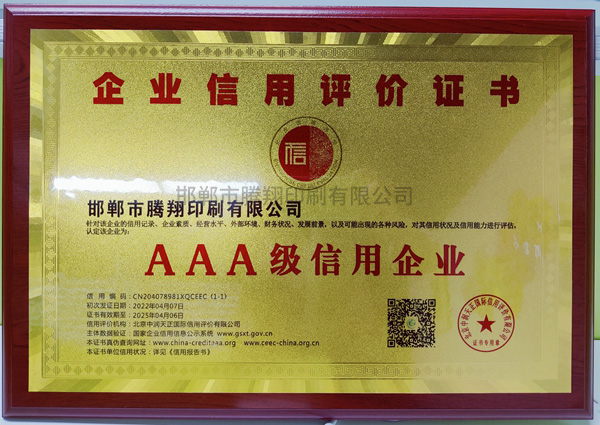 企业信用评价证书
信
邯郸市腾翔印刷有限公司
邯郸市腾翔印刷有限公司
针对该企业的信用记录、企业素质、经营水平、外部环境、财务状况、发展前景，以及可能出现的各种风险，对其信用状况及信用能力进行评估，
认定该企业为：
AAA级信用企业
信 用 编 码：CN204078981XQCEEC (1-1)
初次发证日期：2022年04月07日
证书有效期至：2025年04月06日
信用评价机构：北京中润天正国际信用评价有限公司
主体数据验证：国家企业信用信息公示系统 www.gsxt.gov.cn
本证书真伪查询网址：www.china-creditaaa.org www.ceec-china.org.cn
本证书单位信用状况：详见《信用报告书》
北京中润天正国际信用评价有限公司
证书专用章